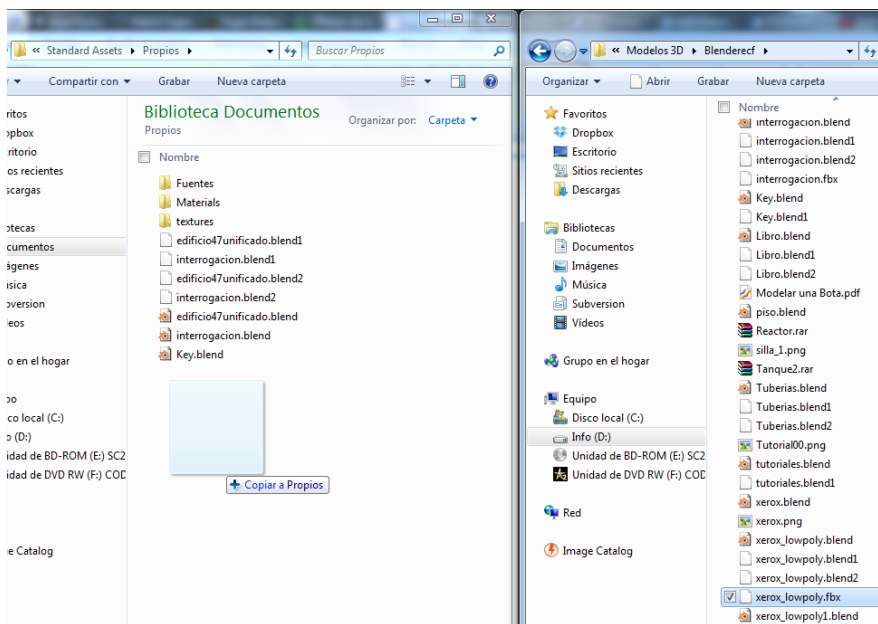 « Standard Assets ▸ Propios ▸
Buscar Propios
Compartir con
Grabar
Nueva carpeta
Biblioteca Documentos
Propios
Organizar por: Carpeta
Nombre
Fuentes
Materials
textures
edificio47unificado.blend1
interrogacion.blend1
edificio47unificado.blend2
interrogacion.blend2
edificio47unificado.blend
interrogacion.blend
Key.blend
Copiar a Propios
ritos
opbox
critorio
ios recientes
scargas
otecas
cumentos
ágenes
úsica
bversion
deos
o en el hogar
po
co local (C:)
o (D:)
idad de BD-ROM (E:) SC2
idad de DVD RW (F:) COD
ge Catalog
« Modelos 3D ▸ Blenderecf ▸
Organizar
Abrir
Grabar
Nueva carpeta
Favoritos
Dropbox
Escritorio
Sitios recientes
Descargas
Bibliotecas
Documentos
Imágenes
Música
Subversion
Vídeos
Grupo en el hogar
Equipo
Disco local (C:)
Info (D:)
Unidad de BD-ROM (E:) SC2
Unidad de DVD RW (F:) COD
Red
Image Catalog
Nombre
interrogacion.blend
interrogacion.blend1
interrogacion.blend2
interrogacion.fbx
Key.blend
Key.blend1
Libro.blend
Libro.blend1
Libro.blend2
Modelar una Bota.pdf
piso.blend
Reactor.rar
silla_1.png
Tanque2.rar
Tuberias.blend
Tuberias.blend1
Tuberias.blend2
Tutorial00.png
tutoriales.blend
tutoriales.blend1
xerox.blend
xerox.png
xerox_lowpoly.blend
xerox_lowpoly.blend1
xerox_lowpoly.blend2
xerox_lowpoly.fbx
xerox_lowpoly1.blend